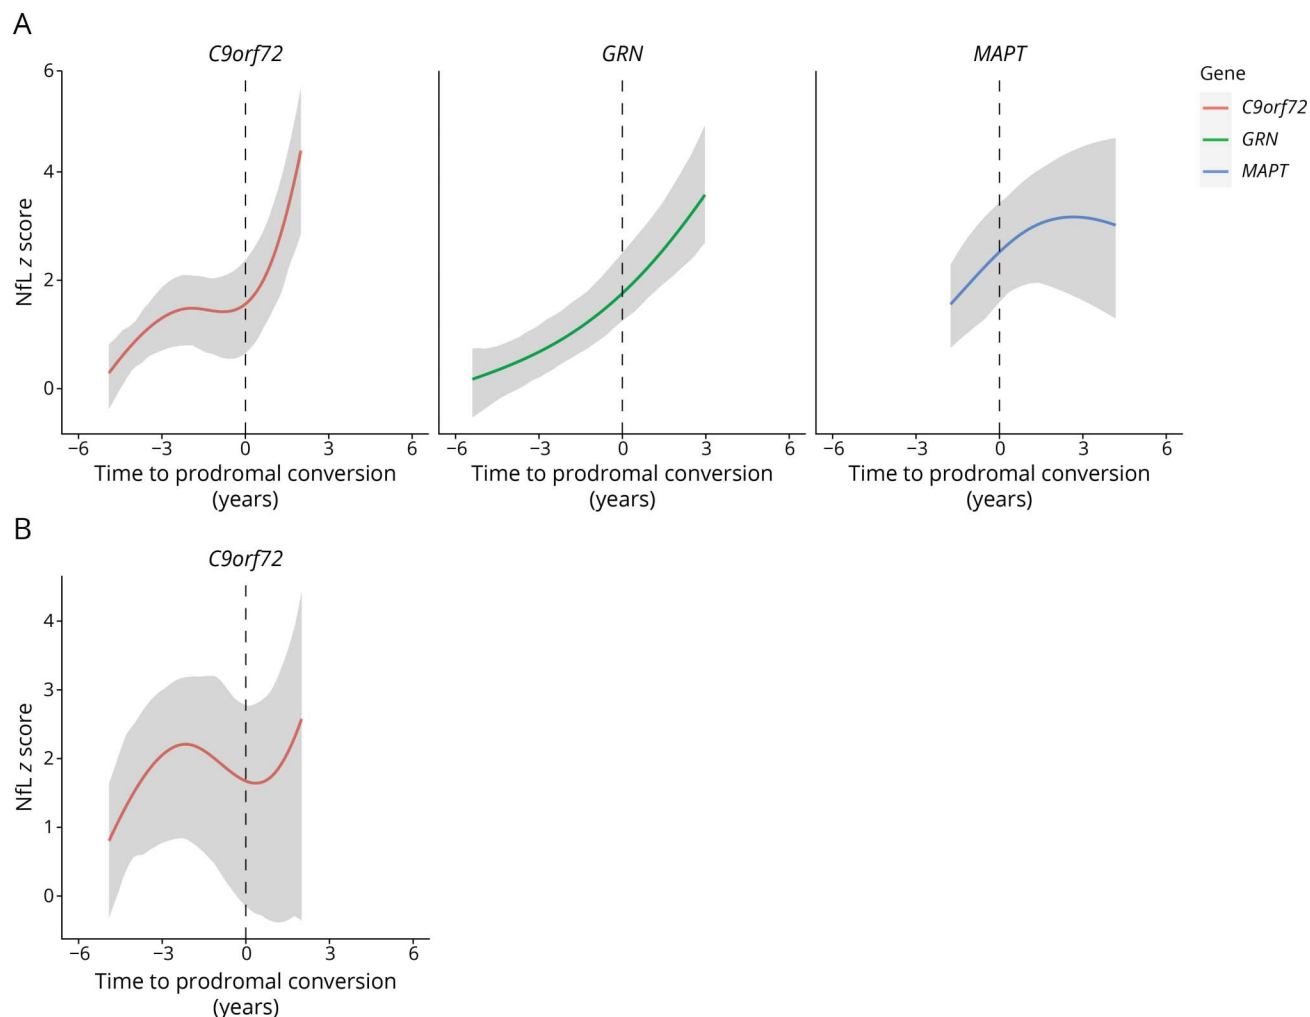 A
C9orf72
GRN
MAPT
Gene
C9orf72
GRN
MAPT
NfL z score
6
4
2
0
−6 −3 0 3 6
−6 −3 0 3 6
−6 −3 0 3 6
Time to prodromal conversion
(years)
Time to prodromal conversion
(years)
Time to prodromal conversion
(years)
B
C9orf72
NfL z score
4
3
2
1
0
−6 −3 0 3 6
Time to prodromal conversion
(years)